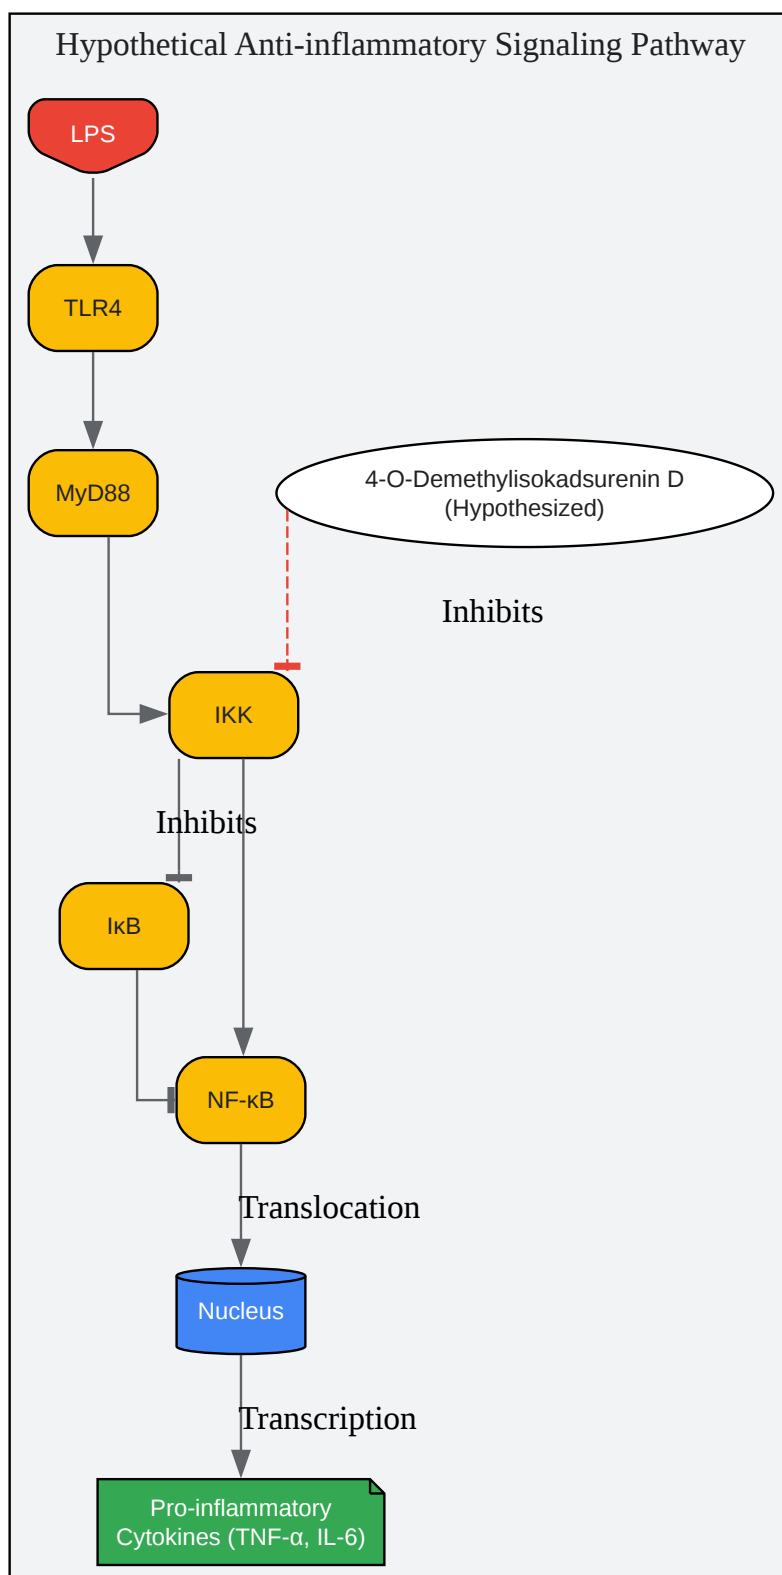 Hypothetical Anti-inflammatory Signaling Pathway
LPS
TLR4
MyD88
4-O-Demethylisokadsurenin D
(Hypothesized)
Inhibits
IKK
Inhibits
IκB
NF-κB
Translocation
Nucleus
Transcription
Pro-inflammatory
Cytokines (TNF-α, IL-6)